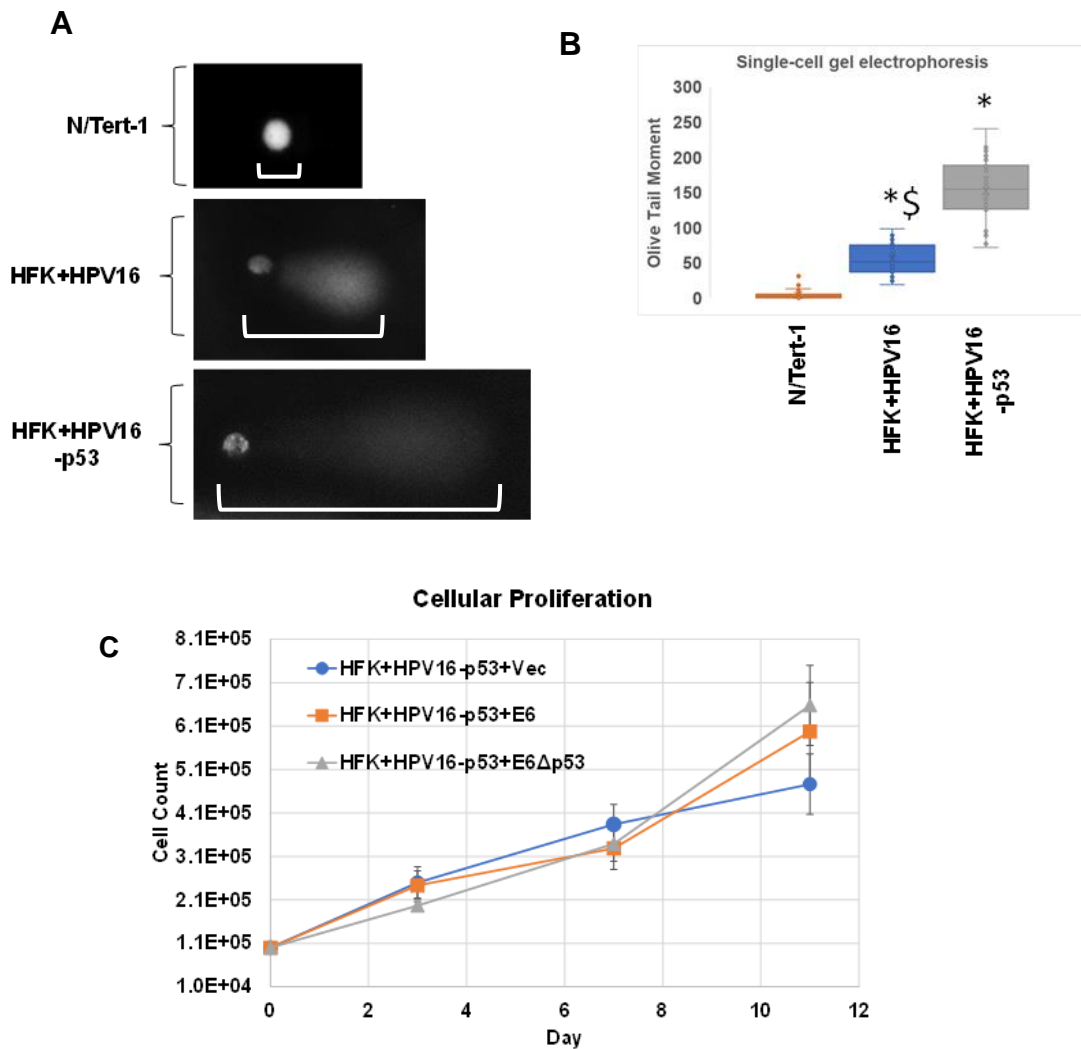 A
N/Tert-1
HFK+HPV16
HFK+HPV16
-p53
B
Single-cell gel electrophoresis
Olive Tail Moment
300
250
200
150
100
50
0
*$
*
N/Tert-1
HFK+HPV16
HFK+HPV16
-p53
C
Cellular Proliferation
Cell Count
8.1E+05
7.1E+05
6.1E+05
5.1E+05
4.1E+05
3.1E+05
2.1E+05
1.1E+05
1.0E+04
HFK+HPV16-p53+Vec
HFK+HPV16-p53+E6
HFK+HPV16-p53+E6Δp53
0
2
4
6
8
10
12
Day